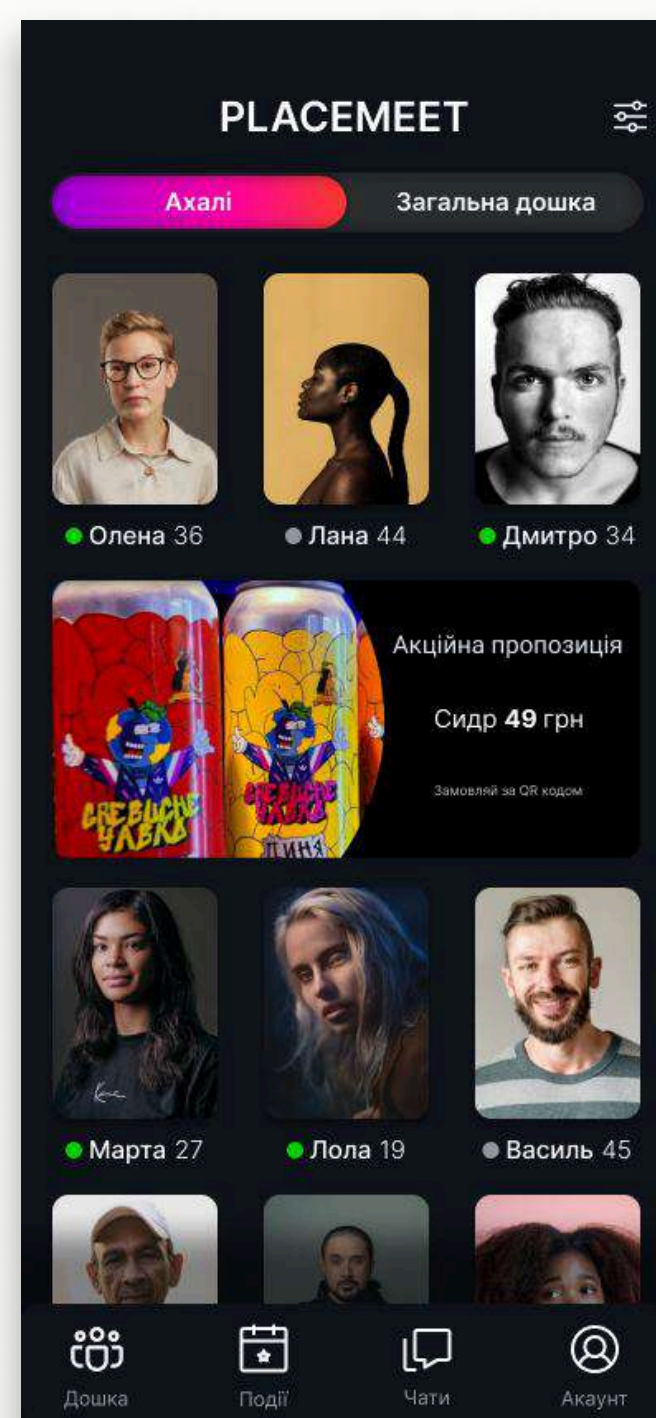 PLACEMEET
Ахалі
Загальна дошка
Олена 36
Лана 44
Дмитро 34
Акційна пропозиція
Сидр 49 грн
Замовляй за QR кодом
ДИНЯ
Марта 27
Лола 19
Василь 45
Дошка
Події
Чати
Акаунт